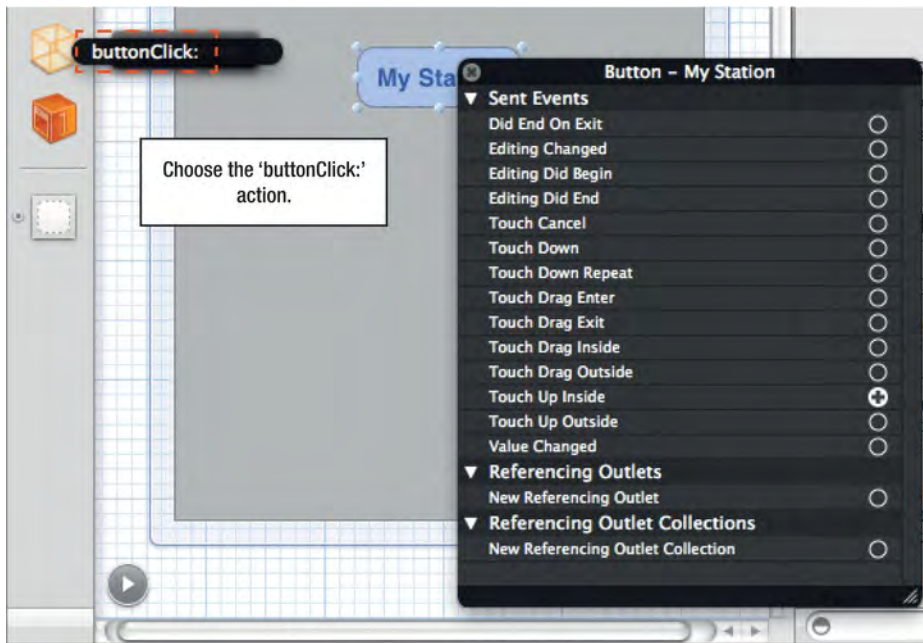 buttonClick:
My Sta
Choose the 'buttonClick:'
action.
Button – My Station
Sent Events
Did End On Exit
Editing Changed
Editing Did Begin
Editing Did End
Touch Cancel
Touch Down
Touch Down Repeat
Touch Drag Enter
Touch Drag Exit
Touch Drag Inside
Touch Drag Outside
Touch Up Inside
Touch Up Outside
Value Changed
Referencing Outlets
New Referencing Outlet
Referencing Outlet Collections
New Referencing Outlet Collection